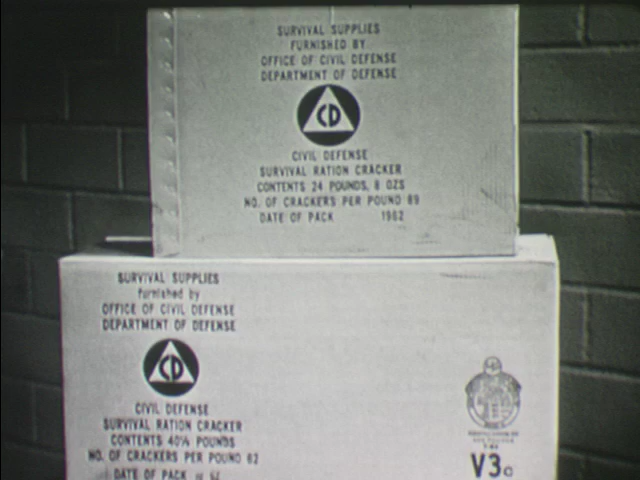 SURVIVAL SUPPLIES
FURNISHED BY
OFFICE OF CIVIL DEFENSE
DEPARTMENT OF DEFENSE
CD
CIVIL DEFENSE
SURVIVAL RATION CRACKER
CONTENTS 24 POUNDS, 8 OZS
NO. OF CRACKERS PER POUND 89
DATE OF PACK 1962
SURVIVAL SUPPLIES
furnished by
OFFICE OF CIVIL DEFENSE
DEPARTMENT OF DEFENSE
CD
CIVIL DEFENSE
SURVIVAL RATION CRACKER
CONTENTS 40¼ POUNDS
NO. OF CRACKERS PER POUND 62
DATE OF PACK
V3c